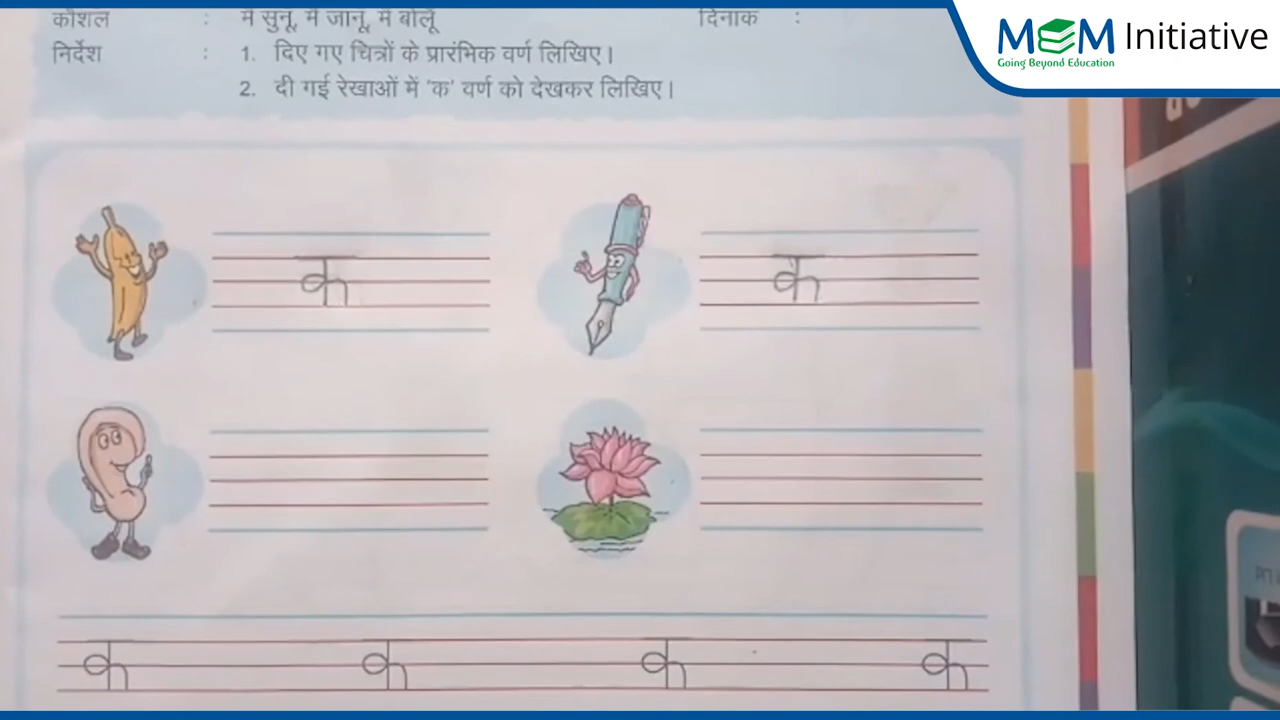 MEM Initiative
Going Beyond Education
कौशल : मैं सुनूँ, मैं जानूँ, मैं बोलूँ दिनांक :
निर्देश : 1. दिए गए चित्रों के प्रारंभिक वर्ण लिखिए।
2. दी गई रेखाओं में 'क' वर्ण को देखकर लिखिए।
क क
क क क क